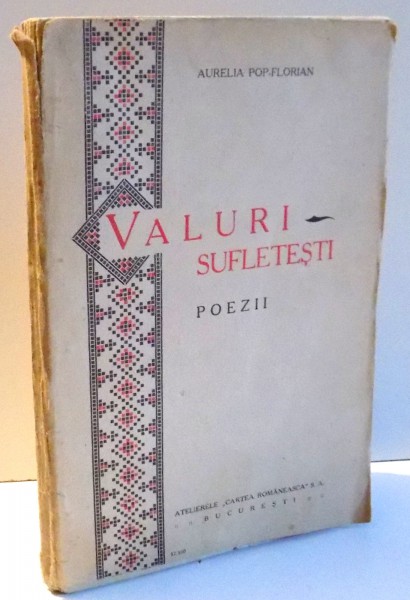 AURELIA POP-FLORIAN
VALURI
SUFLETEȘTI
POEZII
ATELIERELE „CARTEA ROMÂNEASCĂ" S. A.
BUCUREȘTI